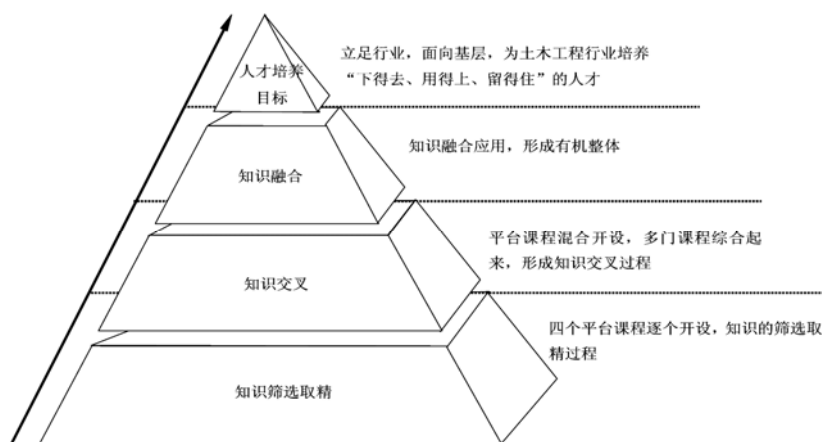 立足行业，面向基层，为土木工程行业培养
“下得去、用得上、留得住”的人才
人才培养
目标
知识融合应用，形成有机整体
知识融合
平台课程混合开设，多门课程综合起
来，形成知识交叉过程
知识交叉
四个平台课程逐个开设，知识的筛选取
精过程
知识筛选取精